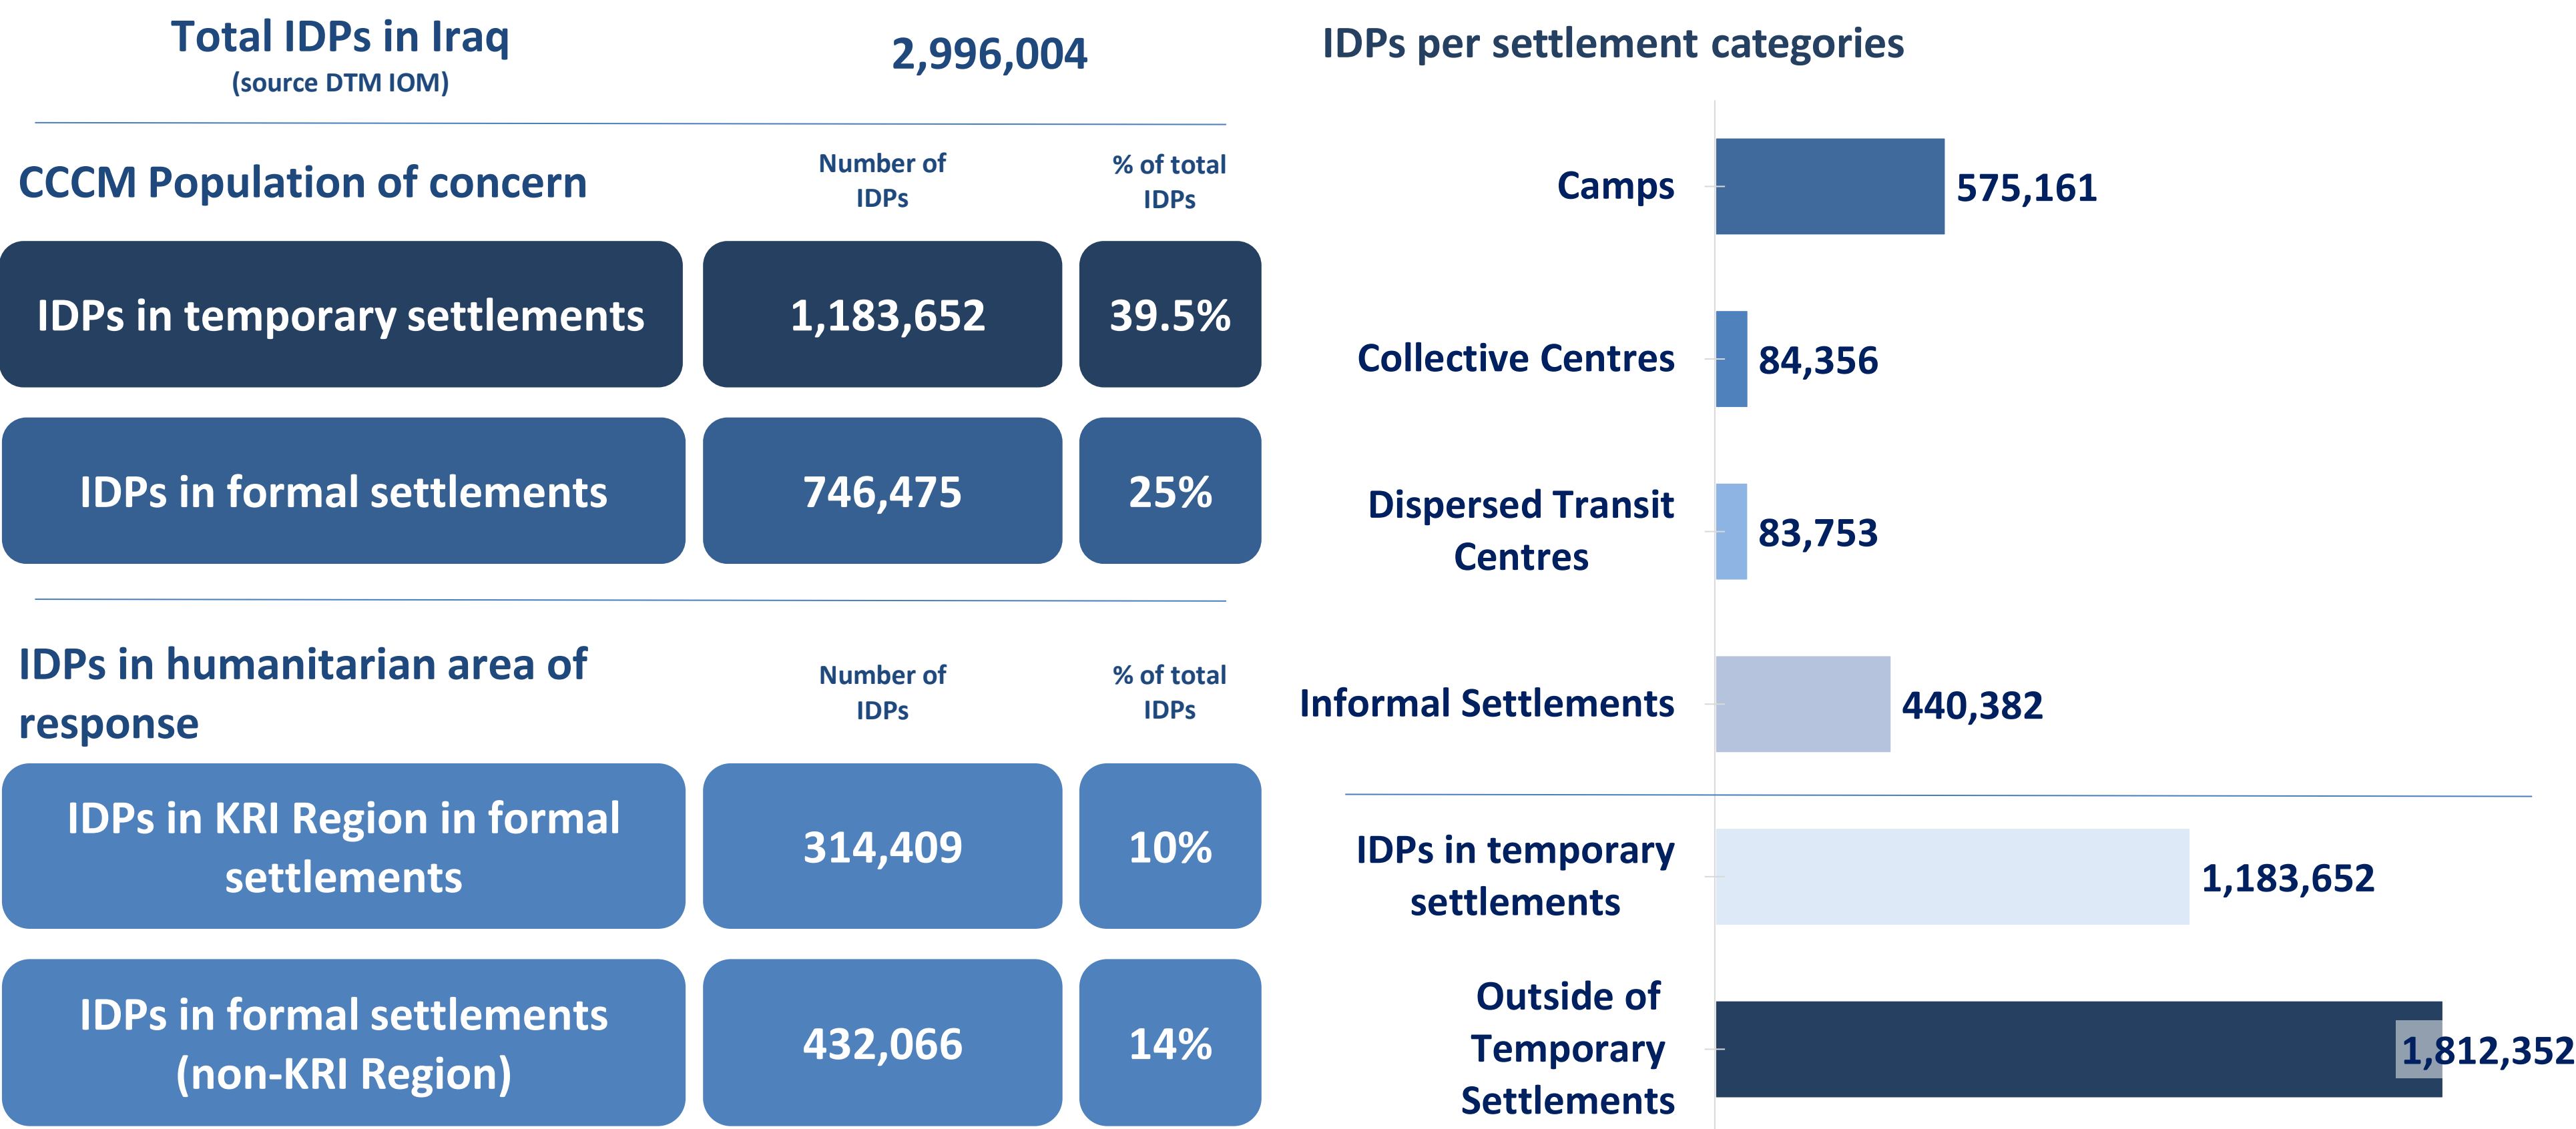 Total IDPs in Iraq
(source DTM IOM)
2,996,004
CCCM Population of concern
Number of
IDPs
% of total
IDPs
IDPs in temporary settlements
1,183,652
39.5%
IDPs in formal settlements
746,475
25%
IDPs in humanitarian area of
response
Number of
IDPs
% of total
IDPs
IDPs in KRI Region in formal
settlements
314,409
10%
IDPs in formal settlements
(non-KRI Region)
432,066
14%
IDPs per settlement categories
Camps
575,161
Collective Centres
84,356
Dispersed Transit
Centres
83,753
Informal Settlements
440,382
IDPs in temporary
settlements
1,183,652
Outside of
Temporary
Settlements
1,812,352